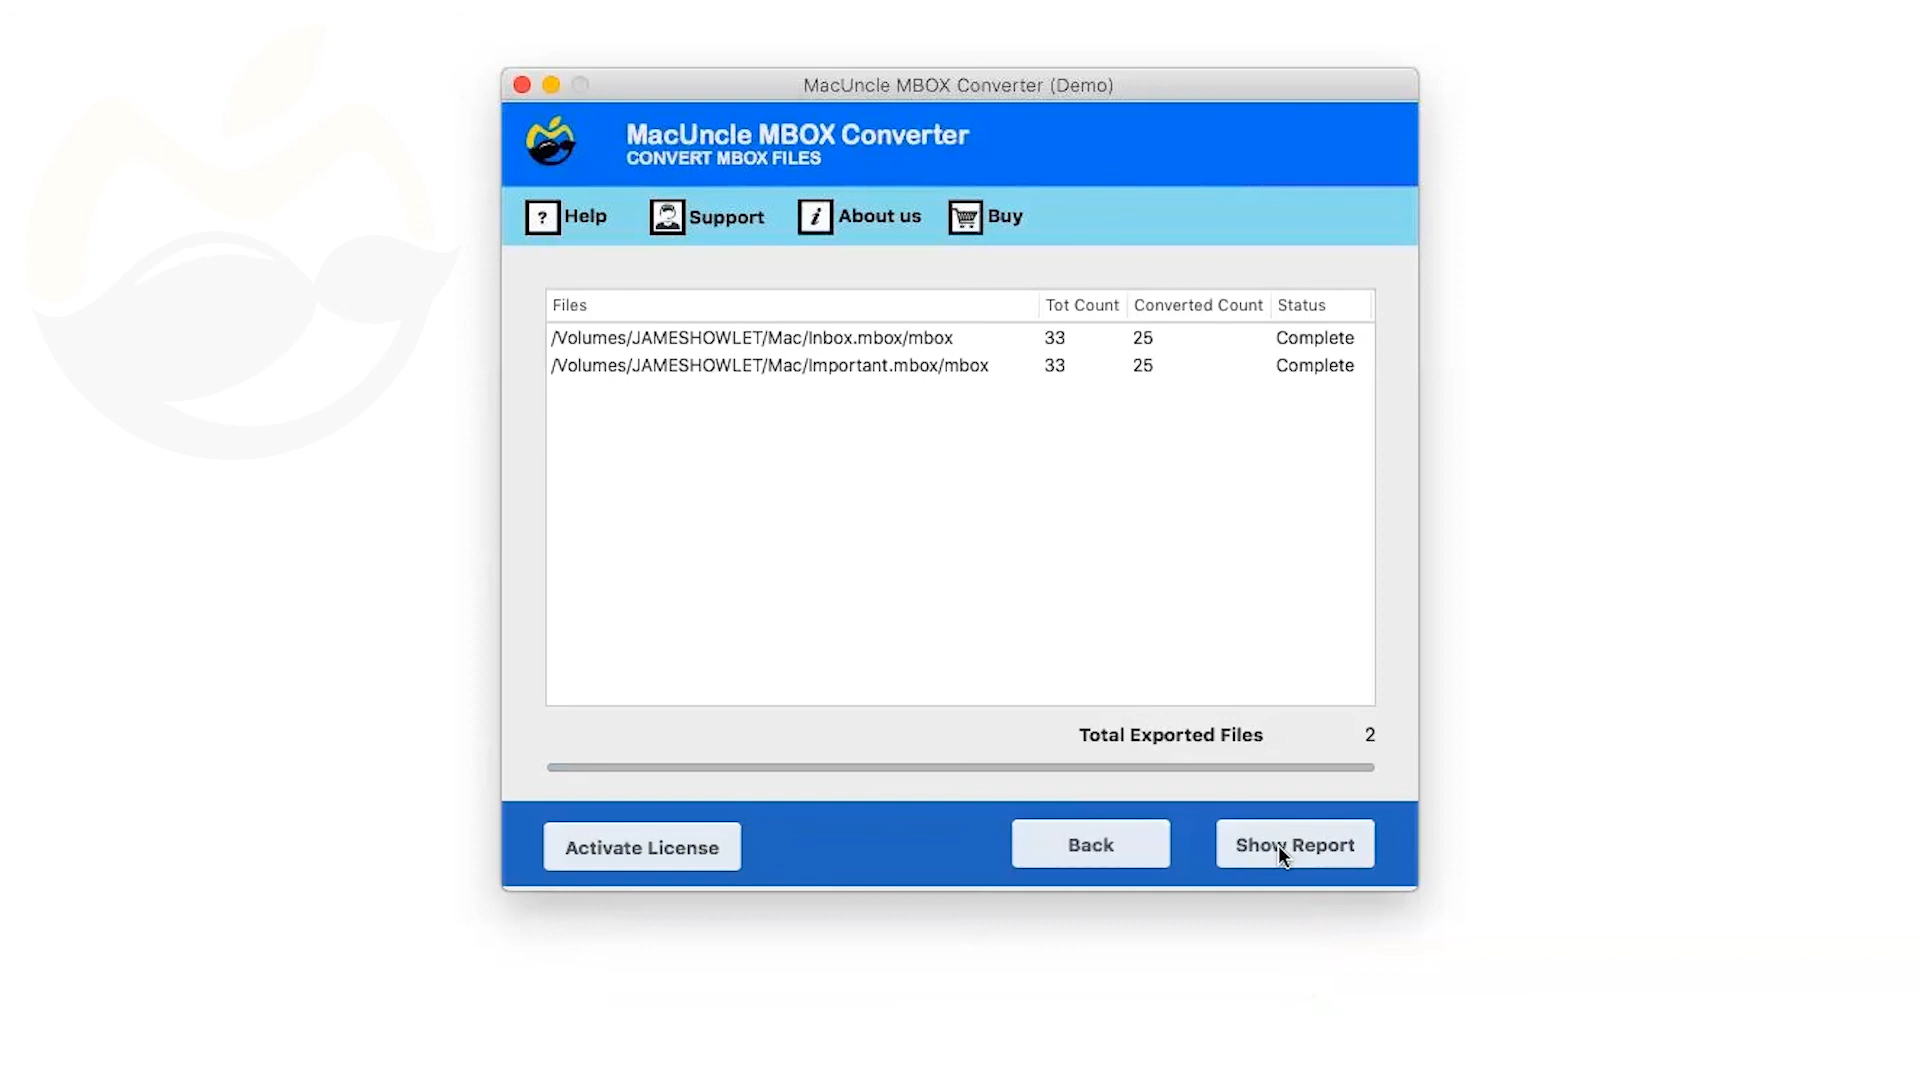 MacUncle MBOX Converter (Demo)
MacUncle MBOX Converter
CONVERT MBOX FILES
? Help i Support About us Buy
Files Tot Count Converted Count Status
/Volumes/JAMESHOWLET/Mac/Inbox.mbox/mbox 33 25 Complete
/Volumes/JAMESHOWLET/Mac/Important.mbox/mbox 33 25 Complete
Total Exported Files 2
Activate License Back Show Report